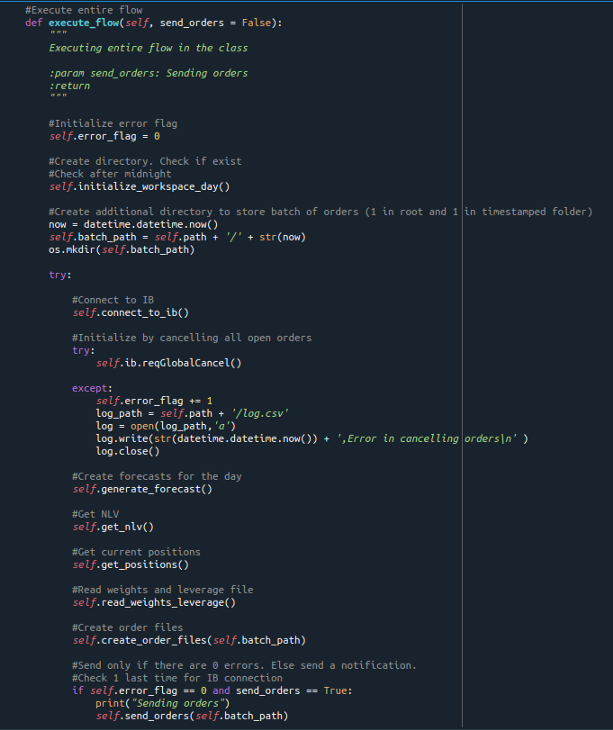 #Execute entire flow
def execute_flow(self, send_orders = False):
"""
Executing entire flow in the class
:param send_orders: Sending orders
:return
"""
#Initialize error flag
self.error_flag = 0
#Create directory. Check if exist
#Check after midnight
self.initialize_workspace_day()
#Create additional directory to store batch of orders (1 in root and 1 in timestamped folder)
now = datetime.datetime.now()
self.batch_path = self.path + '/' + str(now)
os.mkdir(self.batch_path)
try:
#Connect to IB
self.connect_to_ib()
#Initialize by cancelling all open orders
try:
self.ib.reqGlobalCancel()
except:
self.error_flag += 1
log_path = self.path + '/log.csv'
log = open(log_path,'a')
log.write(str(datetime.datetime.now()) + ',Error in cancelling orders|n' )
log.close()
#Create forecasts for the day
self.generate_forecast()
#Get NLV
self.get_nlv()
#Get current positions
self.get_positions()
#Read weights and leverage file
self.read_weights_leverage()
#Create order files
self.create_order_files(self.batch_path)
#Send only if there are 0 errors. Else send a notification.
#Check 1 last time for IB connection
if self.error_flag == 0 and send_orders == True:
print("Sending orders")
self.send_orders(self.batch_path)